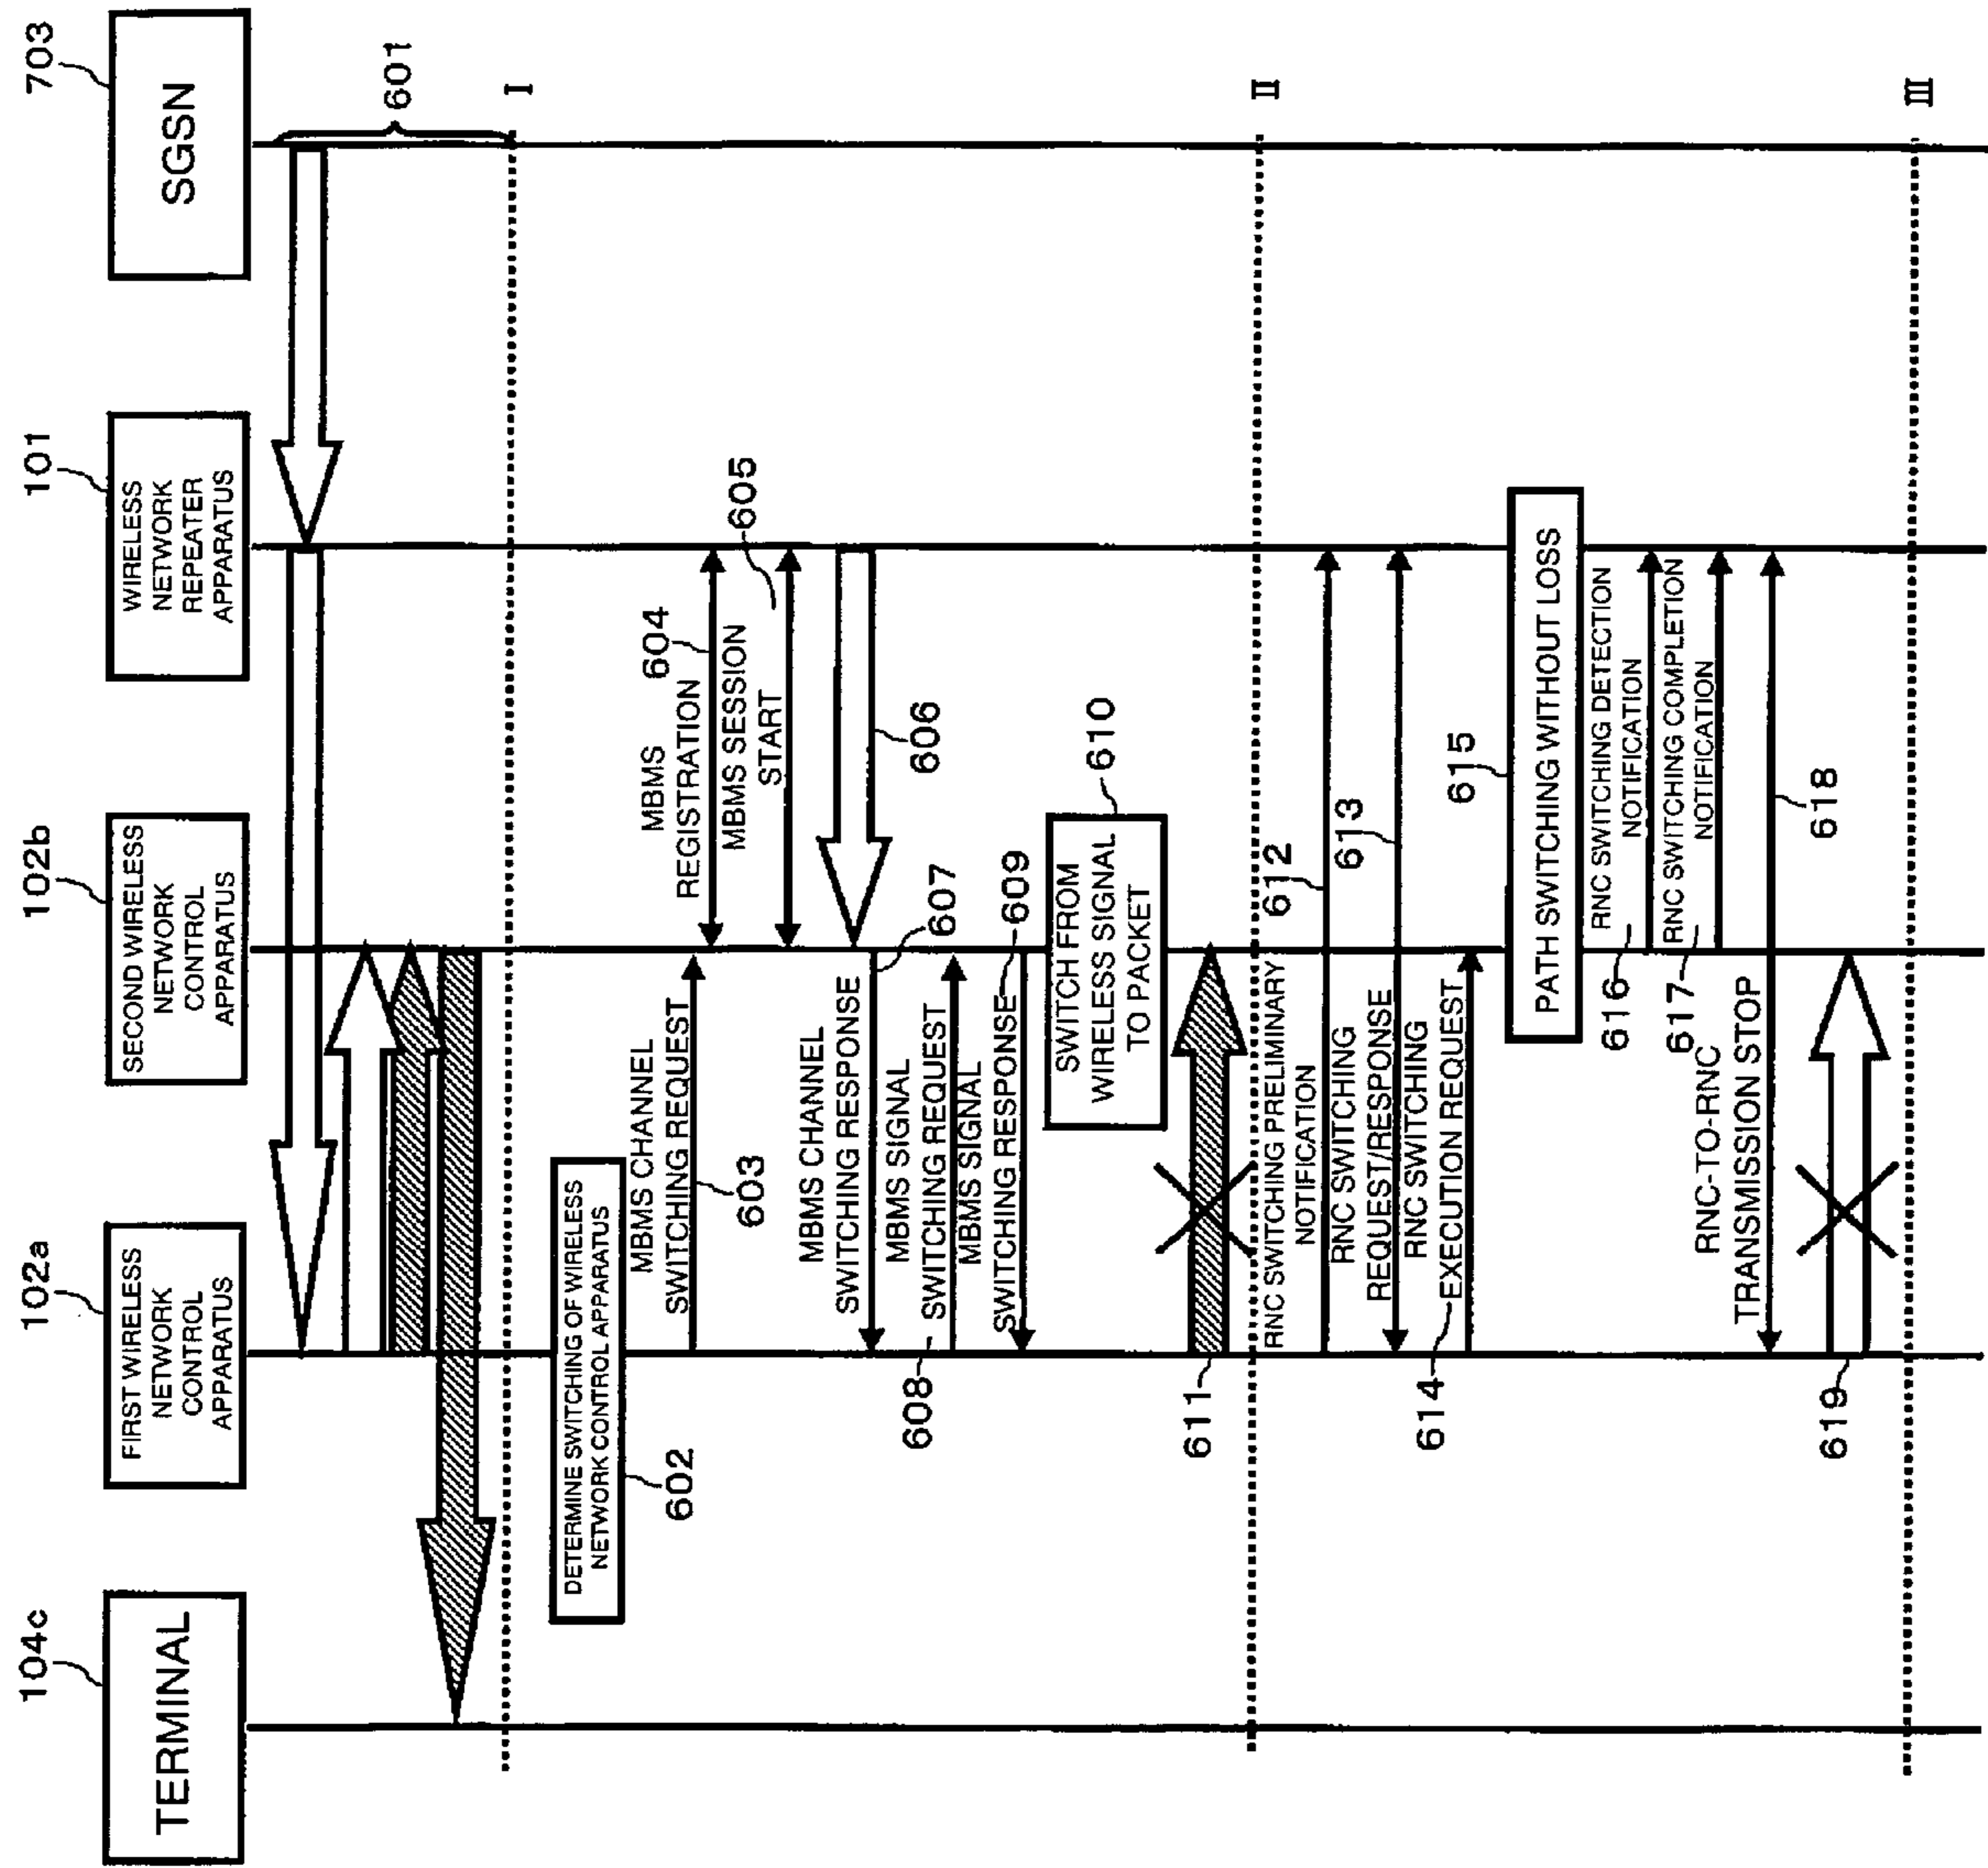 104c
TERMINAL
102a
FIRST WIRELESS
NETWORK
CONTROL
APPARATUS
102b
SECOND WIRELESS
NETWORK
CONTROL
APPARATUS
101
WIRELESS
NETWORK
REPEATER
APPARATUS
703
SGSN
601
I
DETERMINE SWITCHING OF WIRELESS
NETWORK CONTROL APPARATUS
602
MBMS CHANNEL
SWITCHING REQUEST
603
MBMS
REGISTRATION
604
MBMS SESSION
START
605
606
MBMS CHANNEL
SWITCHING RESPONSE
607
MBMS SIGNAL
SWITCHING REQUEST
608
MBMS SIGNAL
SWITCHING RESPONSE
609
SWITCH FROM
WIRELESS SIGNAL
TO PACKET
610
611
II
RNC SWITCHING PRELIMINARY
NOTIFICATION
612
RNC SWITCHING
REQUEST/RESPONSE
613
RNC SWITCHING
EXECUTION REQUEST
614
PATH SWITCHING WITHOUT LOSS
615
RNC SWITCHING DETECTION
NOTIFICATION
616
RNC SWITCHING COMPLETION
NOTIFICATION
617
RNC-TO-RNC
TRANSMISSION STOP
618
619
III